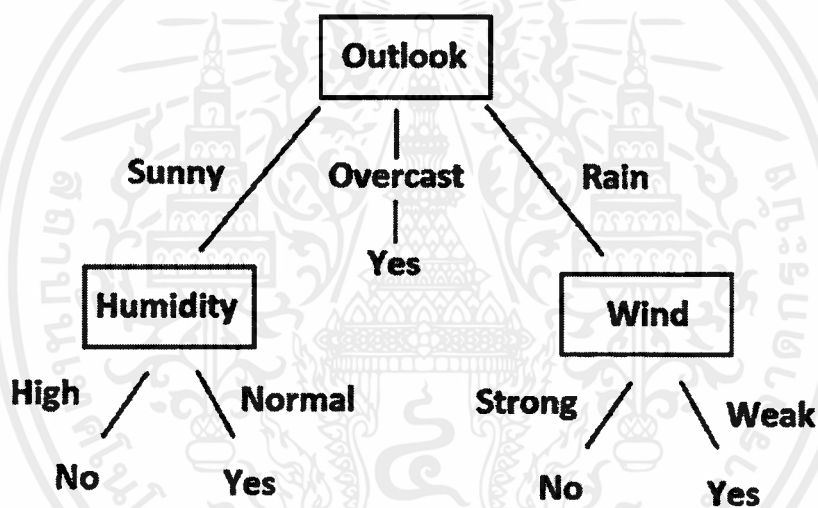 Outlook
Sunny
Overcast
Rain
Yes
Humidity
Wind
High
Normal
Strong
Weak
No
Yes
No
Yes